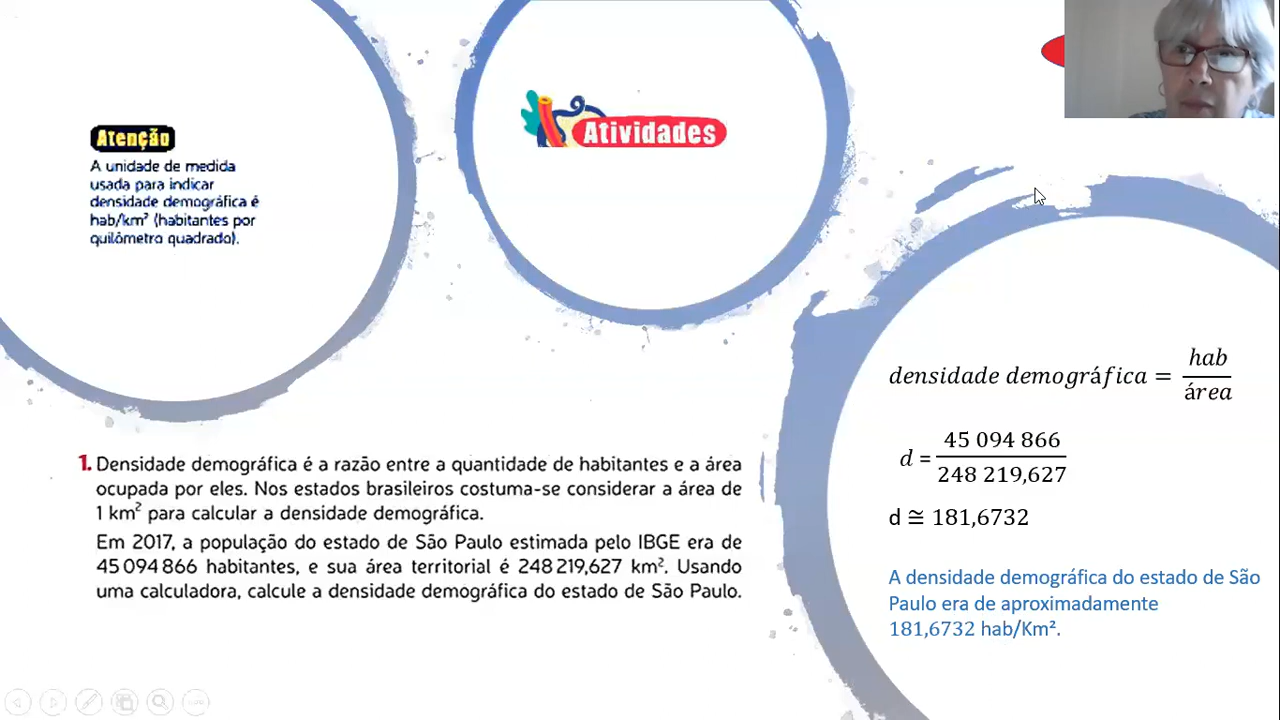 Atenção
A unidade de medida
usada para indicar
densidade demográfica é
hab/km² (habitantes por
quilômetro quadrado).
Atividades
1. Densidade demográfica é a razão entre a quantidade de habitantes e a área
ocupada por eles. Nos estados brasileiros costuma-se considerar a área de
1 km² para calcular a densidade demográfica.
Em 2017, a população do estado de São Paulo estimada pelo IBGE era de
45 094 866 habitantes, e sua área territorial é 248 219,627 km². Usando
uma calculadora, calcule a densidade demográfica do estado de São Paulo.
densidade demográfica = hab/área
d = 45 094 866/248 219,627
d ≅ 181,6732
A densidade demográfica do estado de São
Paulo era de aproximadamente
181,6732 hab/Km².